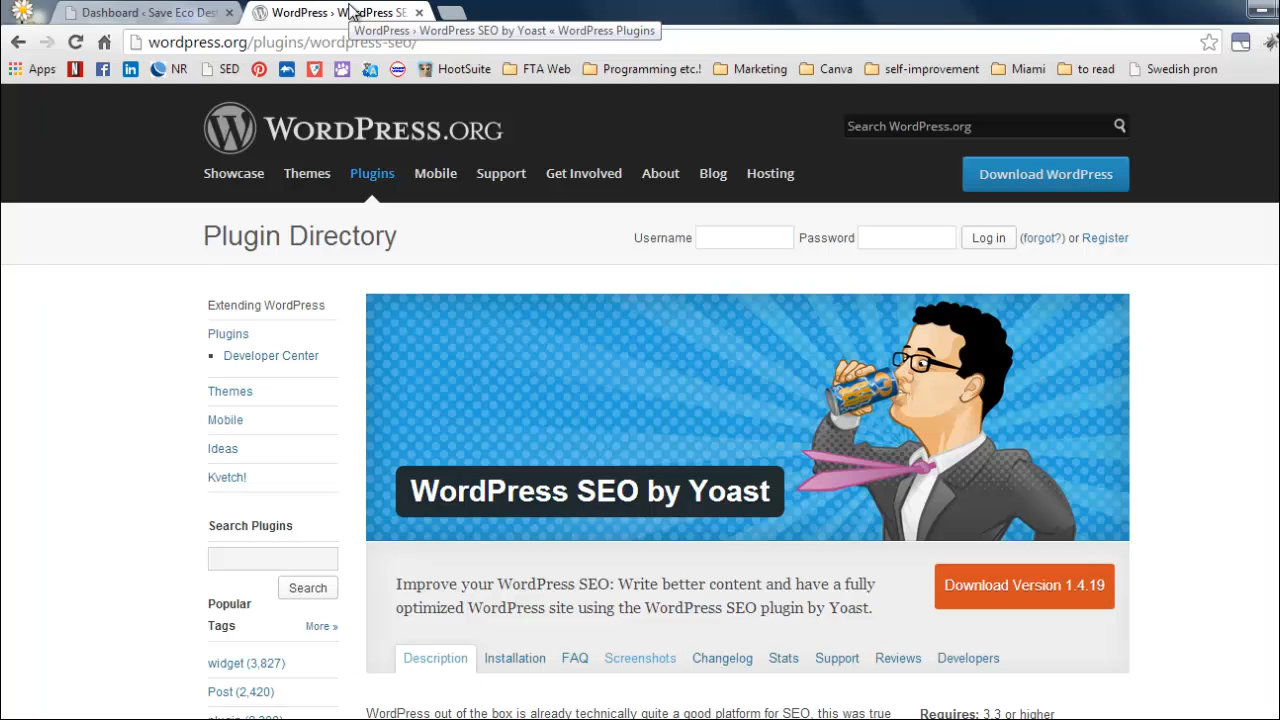 Dashboard ‹ Save Eco Des
WordPress › WordPress SE
WordPress › WordPress SEO by Yoast « WordPress Plugins
wordpress.org/plugins/wordpress-seo/
Apps NR SED HootSuite FTA Web Programming etc.! Marketing Canva self-improvement Miami to read Swedish pron
WORDPRESS.ORG
Search WordPress.org
Showcase Themes Plugins Mobile Support Get Involved About Blog Hosting
Download WordPress
Plugin Directory
Username Password Log in (forgot?) or Register
Extending WordPress
Plugins
Developer Center
Themes
Mobile
Ideas
Kvetch!
Search Plugins
Search
Popular
Tags More »
widget (3,827)
Post (2,420)
WordPress SEO by Yoast
Improve your WordPress SEO: Write better content and have a fully
optimized WordPress site using the WordPress SEO plugin by Yoast.
Download Version 1.4.19
Description Installation FAQ Screenshots Changelog Stats Support Reviews Developers
WordPress out of the box is already technically quite a good platform for SEO, this was true
Requires: 3.3 or higher